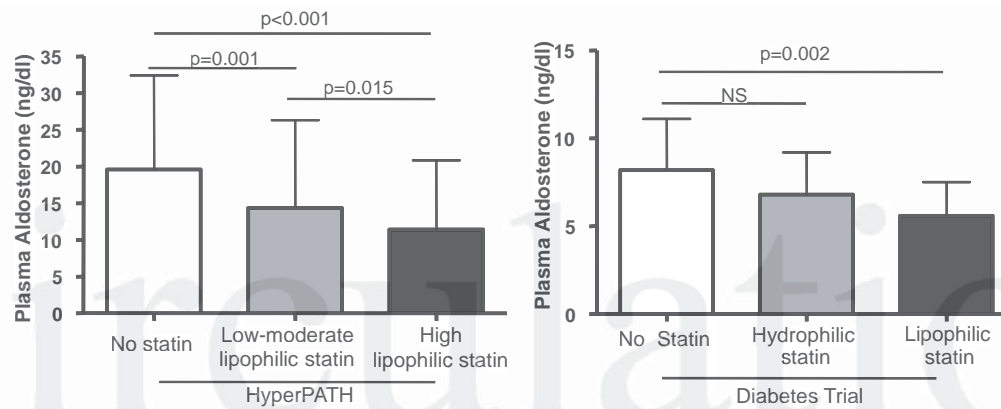 p<0.001
p=0.001
p=0.015
Plasma Aldosterone (ng/dl)
35
30
25
20
15
10
5
0
No statin
Low-moderate
lipophilic statin
High
lipophilic statin
HyperPATH
p=0.002
NS
Plasma Aldosterone (ng/dl)
15
10
5
0
No Statin
Hydrophilic
statin
Lipophilic
statin
Diabetes Trial
irculatio